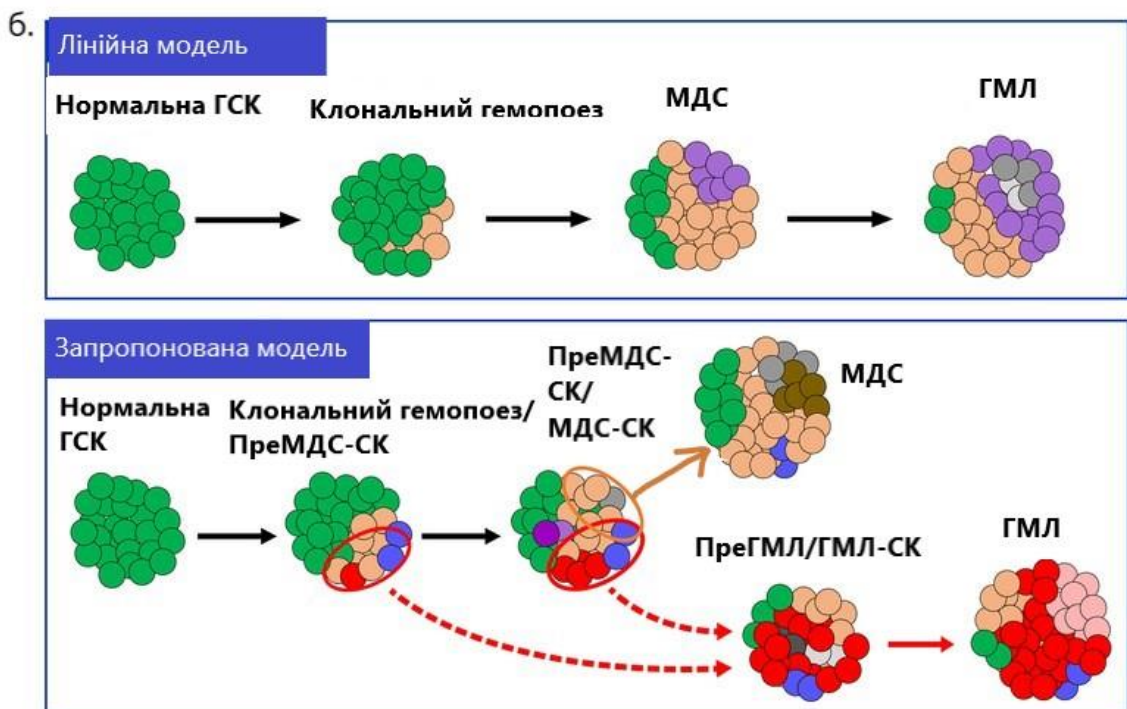 б.
Лінійна модель
Нормальна ГСК
Клональний гемопоез
МДС
ГМЛ
Запропонована модель
Нормальна
ГСК
Клональний гемопоез/
ПреМДС-СК
ПреМДС-
СК/
МДС-СК
МДС
ПреГМЛ/ГМЛ-СК
ГМЛ